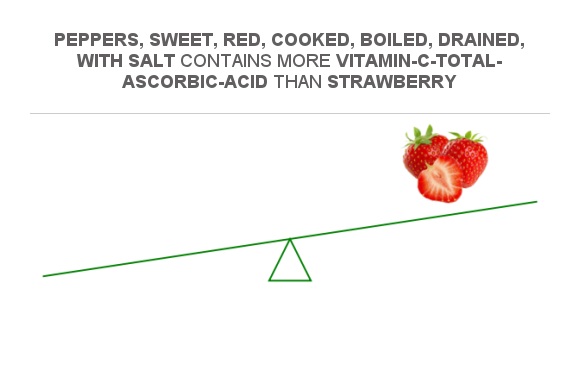 PEPPERS, SWEET, RED, COOKED, BOILED, DRAINED,
WITH SALT CONTAINS MORE VITAMIN-C-TOTAL-
ASCORBIC-ACID THAN STRAWBERRY